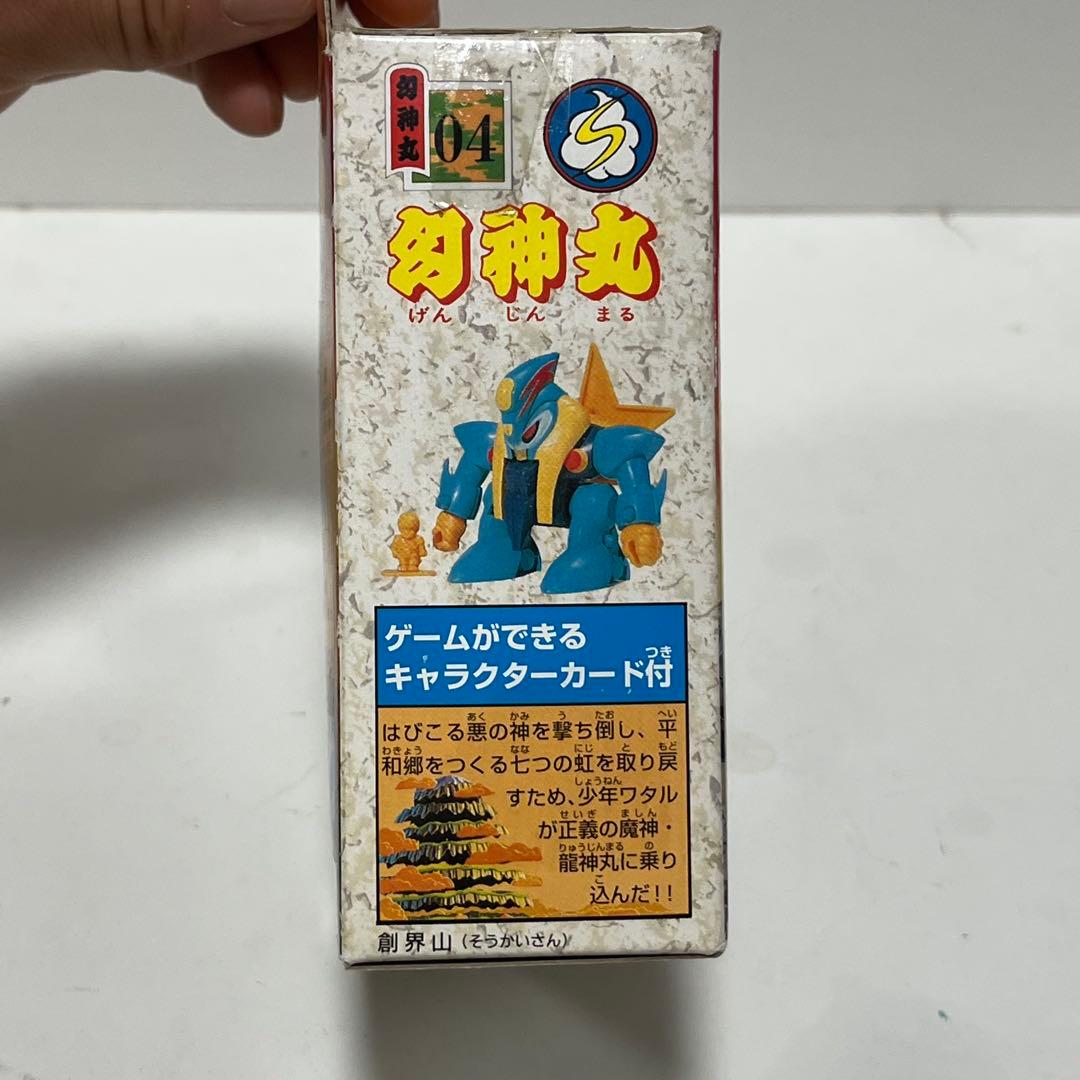 幻神丸
04
幻神丸
げん じん まる
ゲームができる
つき
キャラクターカード付
あく かみ う たお へい
はびこる悪の神を撃ち倒し、平
わきょう なな にじ と もど
和郷をつくる七つの虹を取り戻
しょうねん
すため、少年ワタル
せいぎ ましん
が正義の魔神・
りゅうじんまる の
龍神丸に乗り
こ
込んだ!!
創界山(そうかいざん)